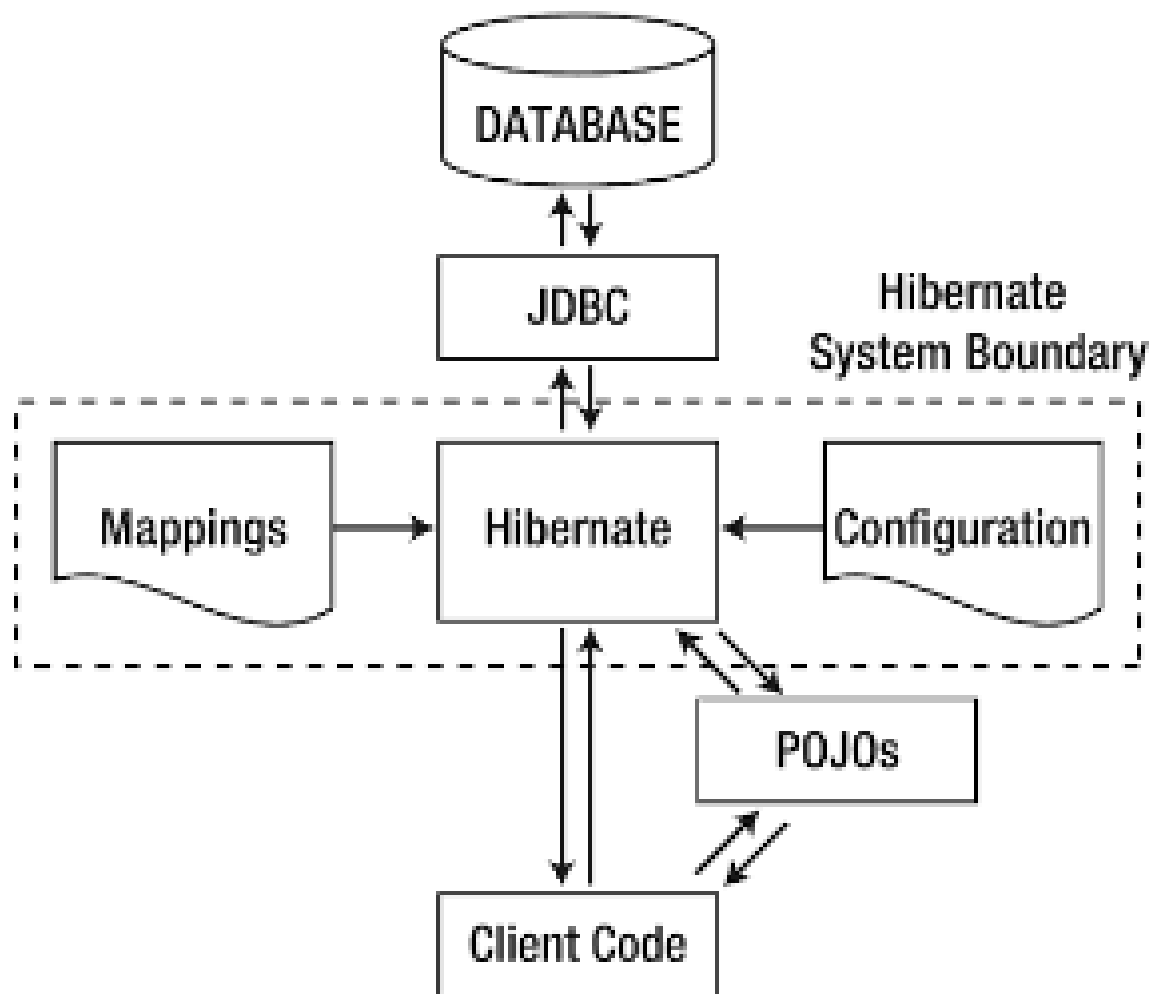 DATABASE
JDBC
Hibernate
System Boundary
Mappings
Hibernate
Configuration
POJOs
Client Code